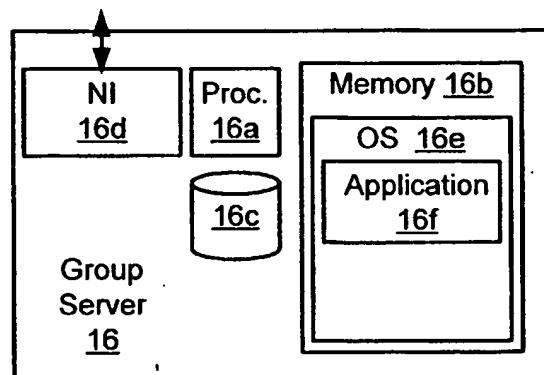 NI
16d
Proc.
16a
Memory 16b
OS 16e
Application
16f
16c
Group
Server
16